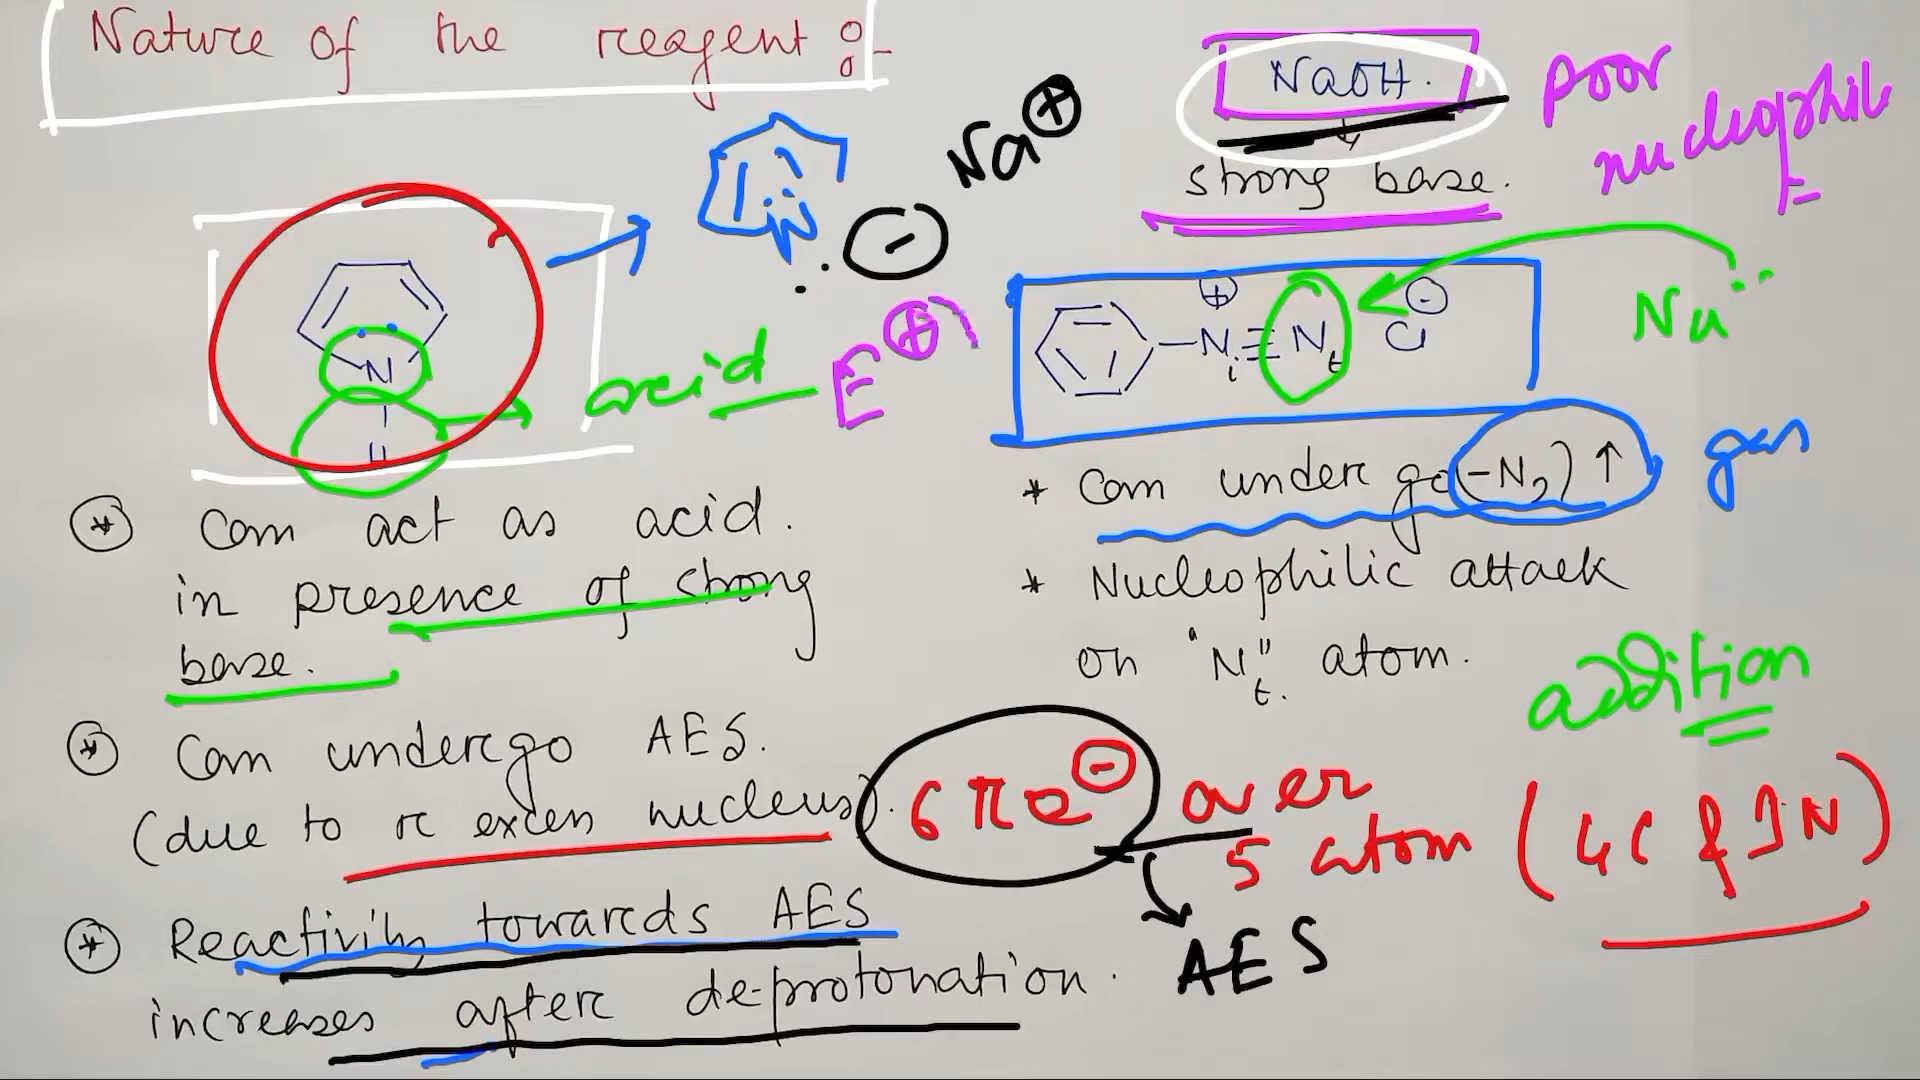 Nature of the reagent :-
NaOH.
strong base.
Poor
nucleophile
Na⊕
N
⊖
N
H
acid
E⊕
⊕ ⊖
N≡N Cl
i t
Nu··
* Can undergo (-N₂) ↑
gas
* Nucleophilic attack
on "Nt" atom.
addition
* Can act as acid.
in presence of strong
base.
* Can undergo AES.
(due to π excess nucleus).
6πe⊖ over
5 atom (4C & 1N)
AES
* Reactivity towards AES
increases after de-protonation.